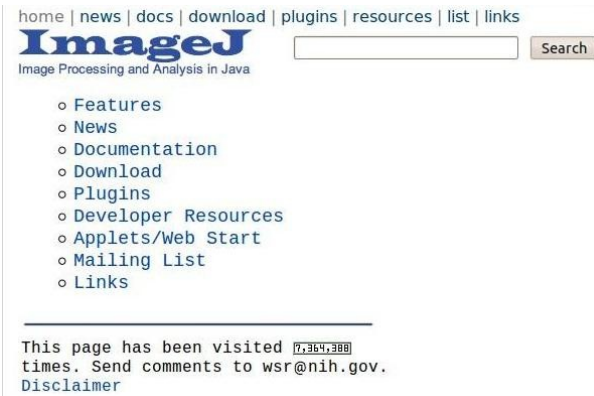 home | news | docs | download | plugins | resources | list | links
ImageJ
Search
Image Processing and Analysis in Java
Features
News
Documentation
Download
Plugins
Developer Resources
Applets/Web Start
Mailing List
Links
This page has been visited 7,364,388
times. Send comments to wsr@nih.gov.
Disclaimer